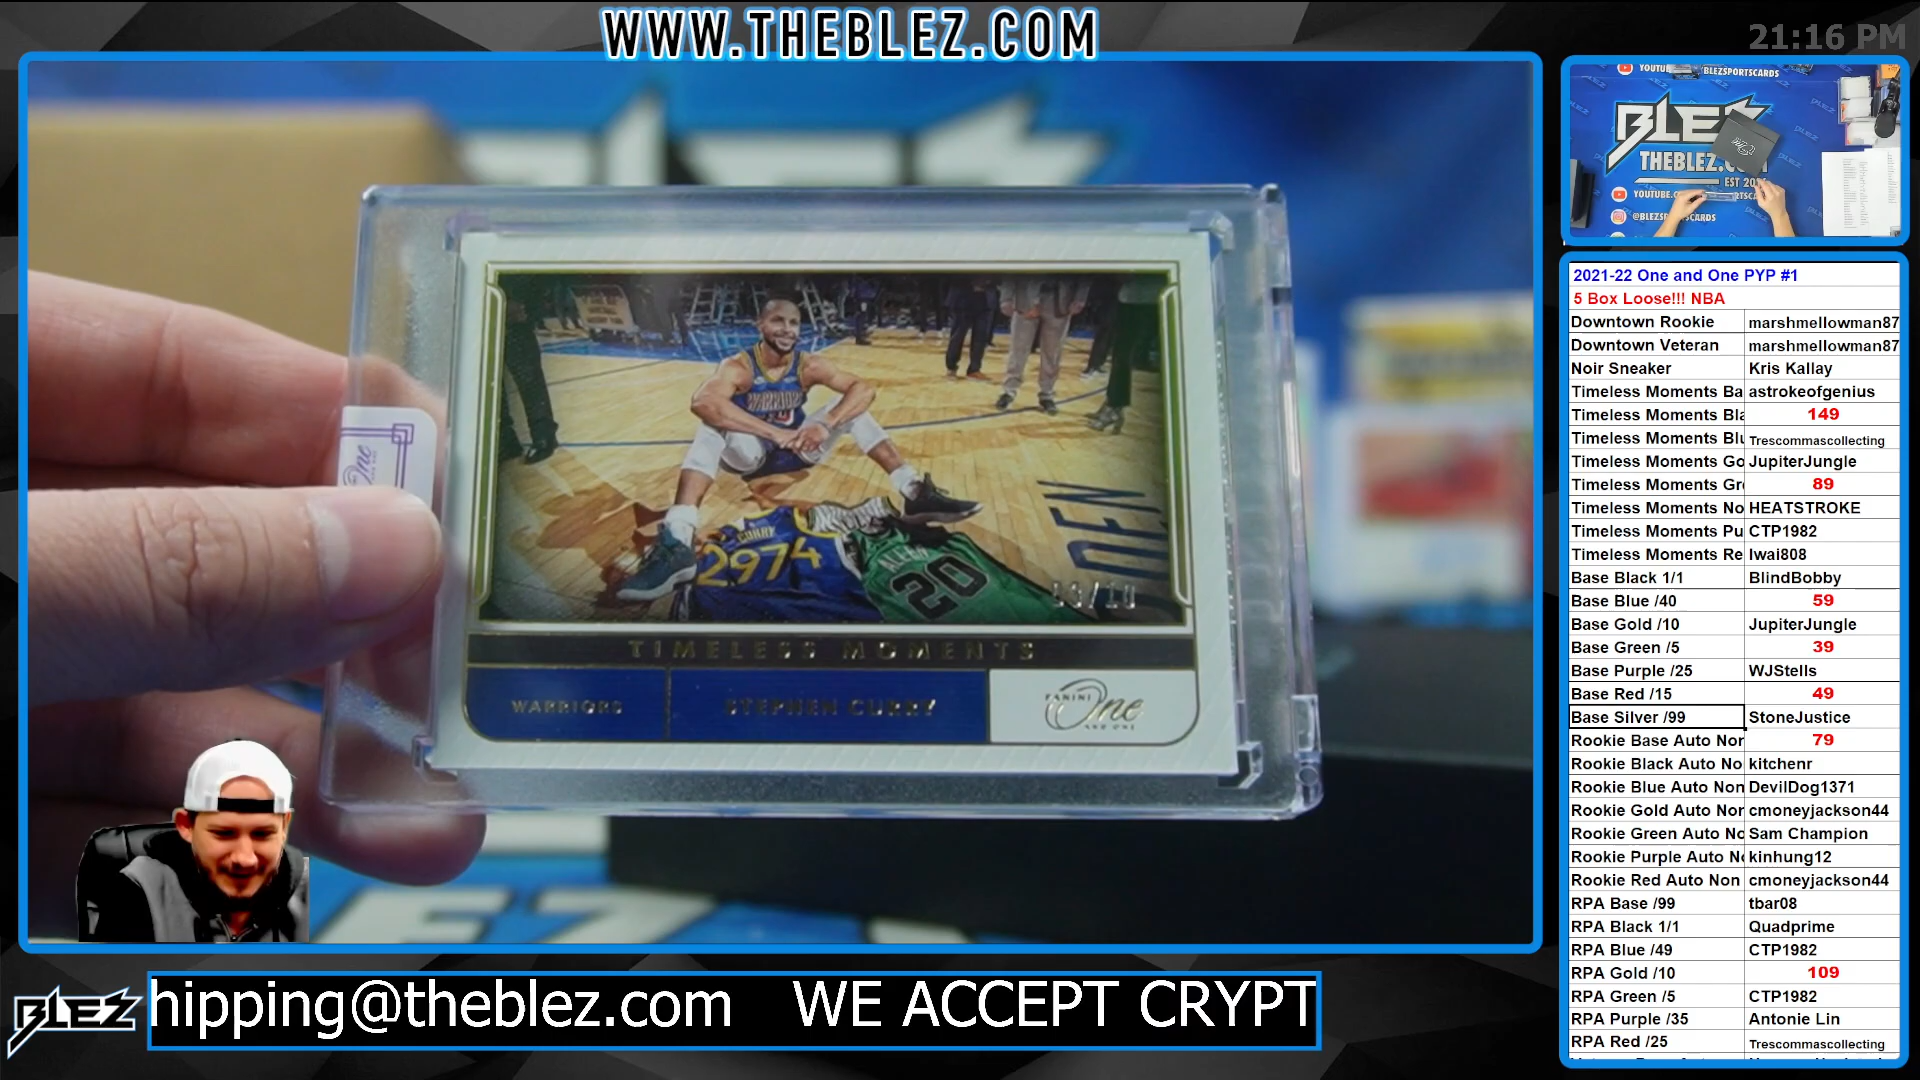 WWW.THEBLEZ.COM
21:16 PM
BLEZSPORTSCARDS
THEBLEZ.
EST
@BLEZSP
2021-22 One and One PYP #1
5 Box Loose!!! NBA
Downtown Rookie marshmellowman87
Downtown Veteran marshmellowman87
Noir Sneaker Kris Kallay
Timeless Moments Ba astrokeofgenius
Timeless Moments Bla 149
Timeless Moments Blu Trescommascollecting
Timeless Moments Go JupiterJungle
Timeless Moments Gr 89
Timeless Moments No HEATSTROKE
Timeless Moments Pu CTP1982
Timeless Moments Re Iwai808
Base Black 1/1 BlindBobby
Base Blue /40 59
Base Gold /10 JupiterJungle
Base Green /5 39
Base Purple /25 WJStells
Base Red /15 49
Base Silver /99 StoneJustice
Rookie Base Auto Nor 79
Rookie Black Auto No kitchenr
Rookie Blue Auto Non DevilDog1371
Rookie Gold Auto Nor cmoneyjackson44
Rookie Green Auto No Sam Champion
Rookie Purple Auto N kinhung12
Rookie Red Auto Non cmoneyjackson44
RPA Base /99 tbar08
RPA Black 1/1 Quadprime
RPA Blue /49 CTP1982
RPA Gold /10 109
RPA Green /5 CTP1982
RPA Purple /35 Antonie Lin
RPA Red /25 Trescommascollecting
WARRIORS
CURRY
2974
ALLEN
20
TIMELESS MOMENTS
WARRIORS STEPHEN CURRY
PANINI
One
AND ONE
One
BLEZ
hipping@theblez.com WE ACCEPT CRYPT